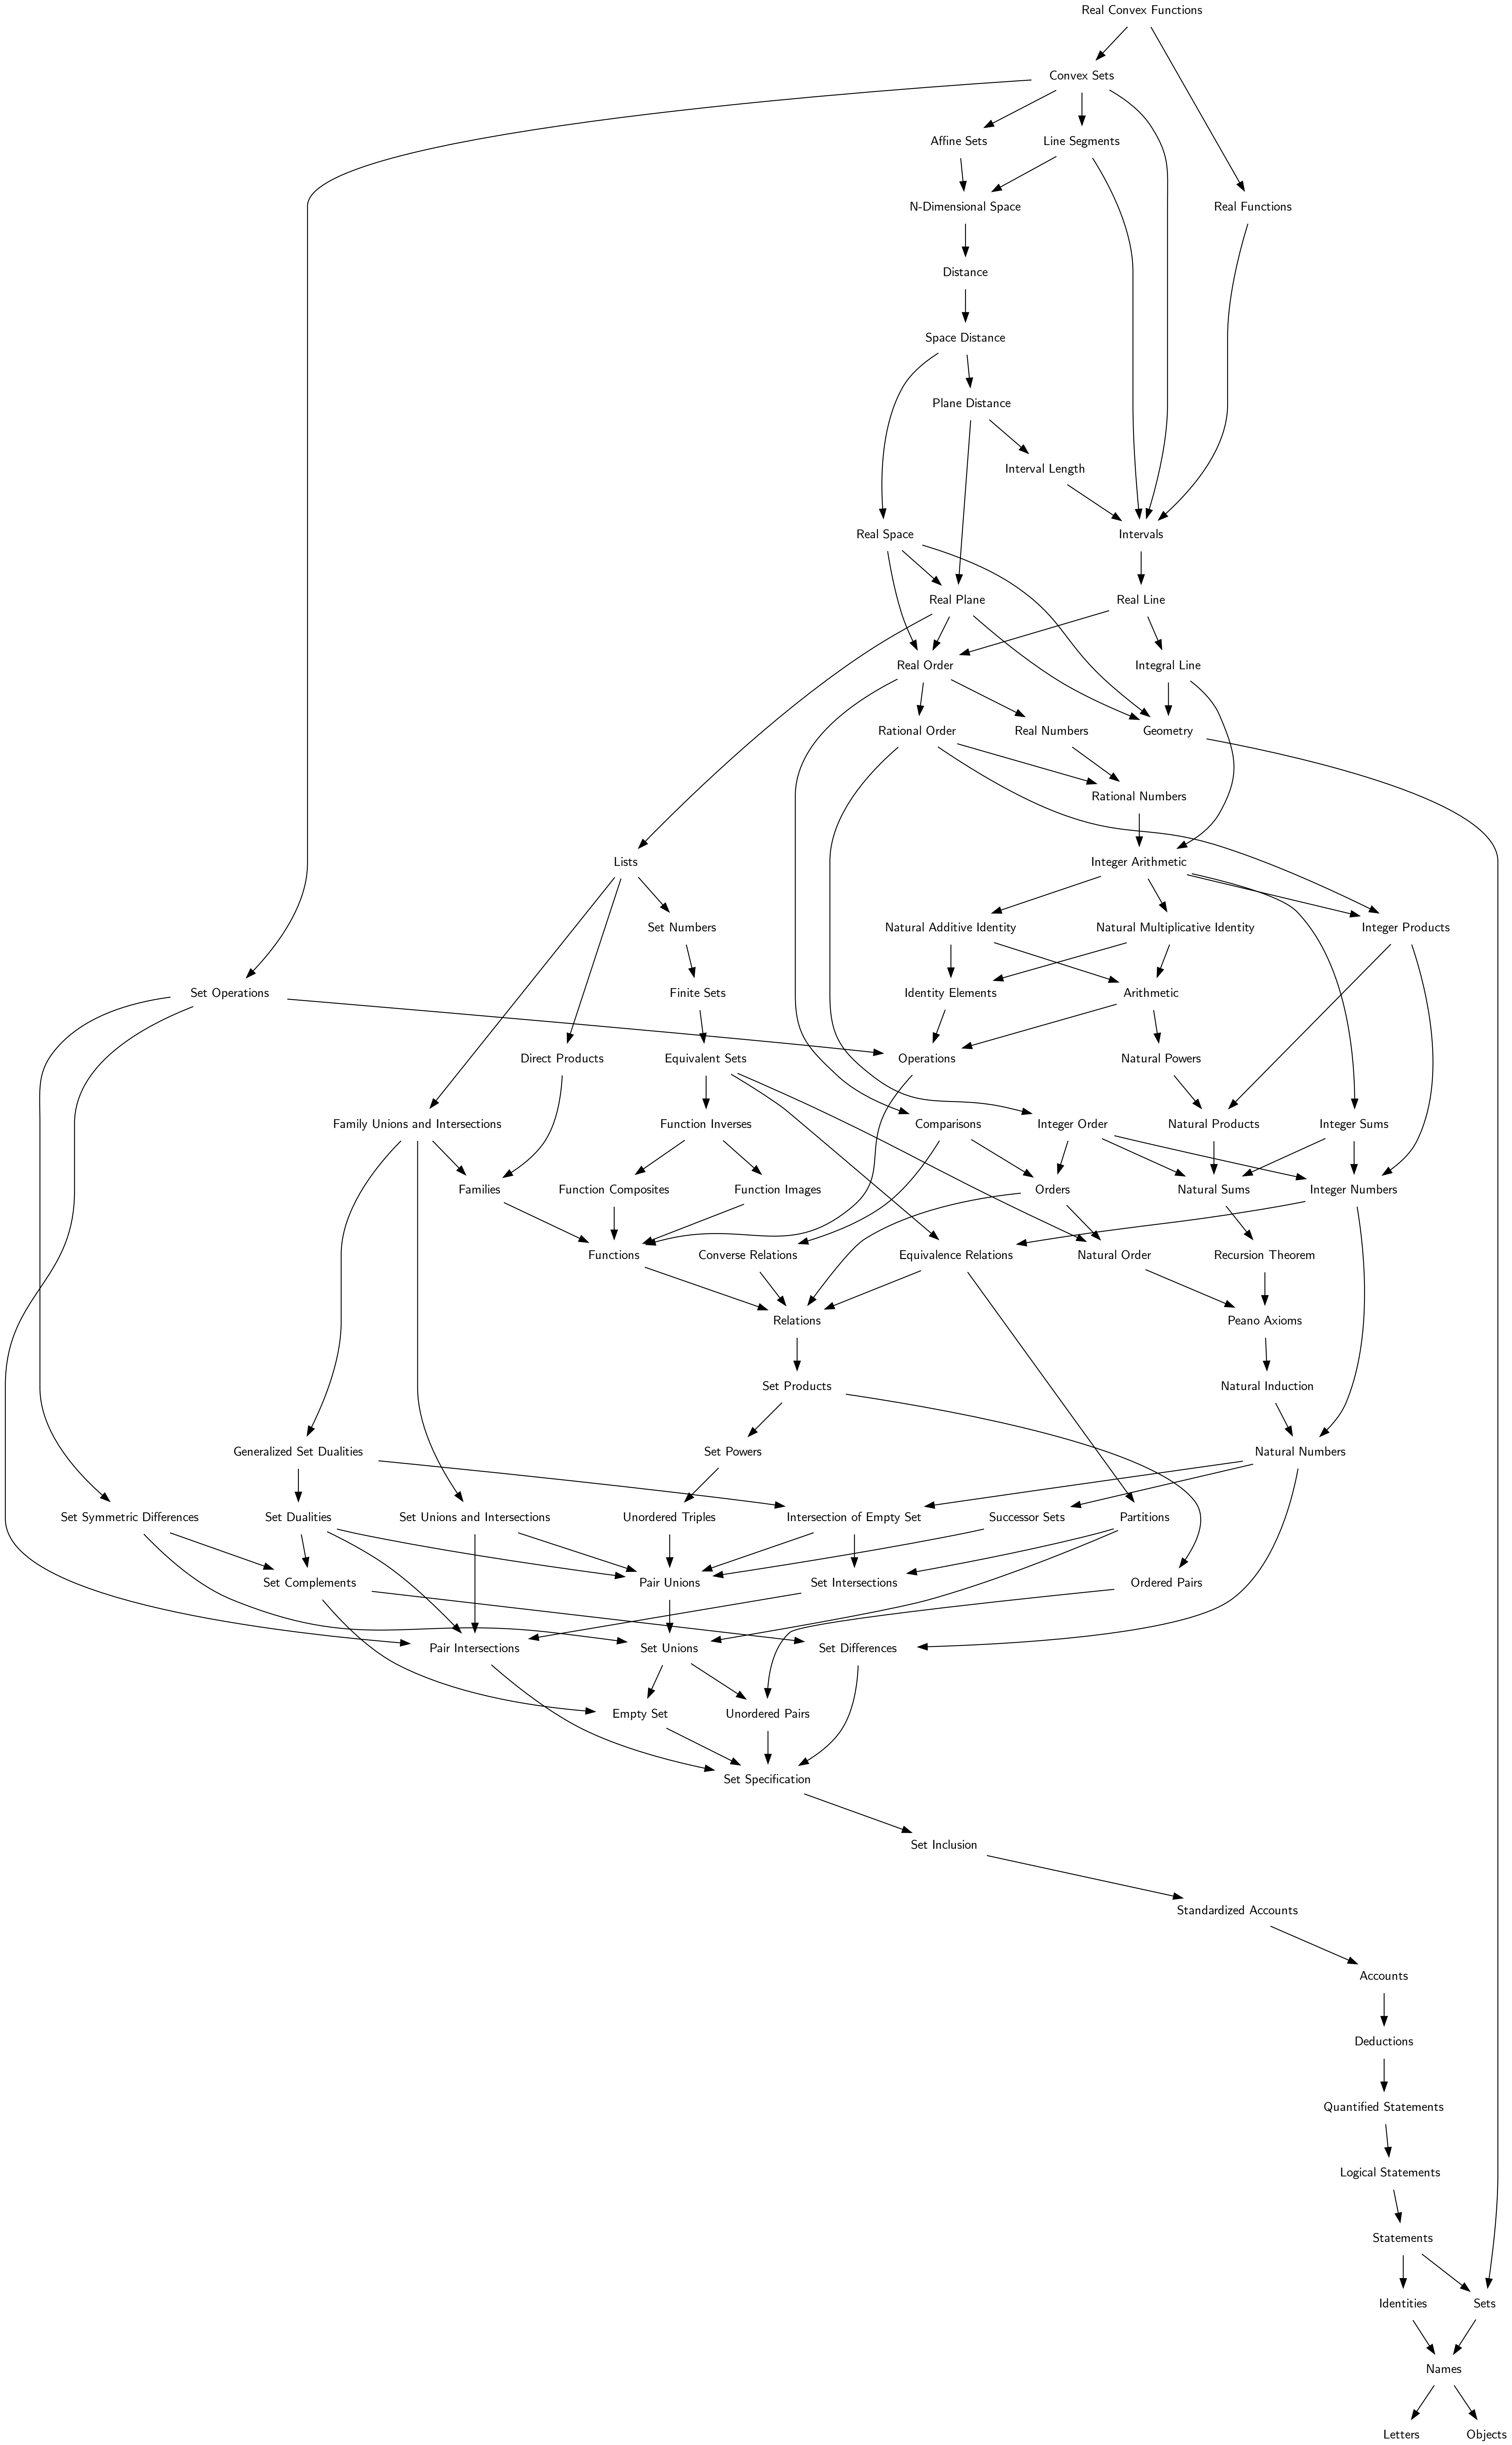 Real Convex Functions
Convex Sets
Affine Sets
Line Segments
N-Dimensional Space
Real Functions
Distance
Space Distance
Plane Distance
Interval Length
Real Space
Intervals
Real Plane
Real Line
Real Order
Integral Line
Rational Order
Real Numbers
Geometry
Rational Numbers
Lists
Integer Arithmetic
Set Numbers
Natural Additive Identity
Natural Multiplicative Identity
Integer Products
Set Operations
Finite Sets
Identity Elements
Arithmetic
Direct Products
Equivalent Sets
Operations
Natural Powers
Family Unions and Intersections
Function Inverses
Comparisons
Integer Order
Natural Products
Integer Sums
Families
Function Composites
Function Images
Orders
Natural Sums
Integer Numbers
Functions
Converse Relations
Equivalence Relations
Natural Order
Recursion Theorem
Relations
Peano Axioms
Set Products
Natural Induction
Generalized Set Dualities
Set Powers
Natural Numbers
Set Symmetric Differences
Set Dualities
Set Unions and Intersections
Unordered Triples
Intersection of Empty Set
Successor Sets
Partitions
Set Complements
Pair Unions
Set Intersections
Ordered Pairs
Pair Intersections
Set Unions
Set Differences
Empty Set
Unordered Pairs
Set Specification
Set Inclusion
Standardized Accounts
Accounts
Deductions
Quantified Statements
Logical Statements
Statements
Identities
Sets
Names
Letters
Objects